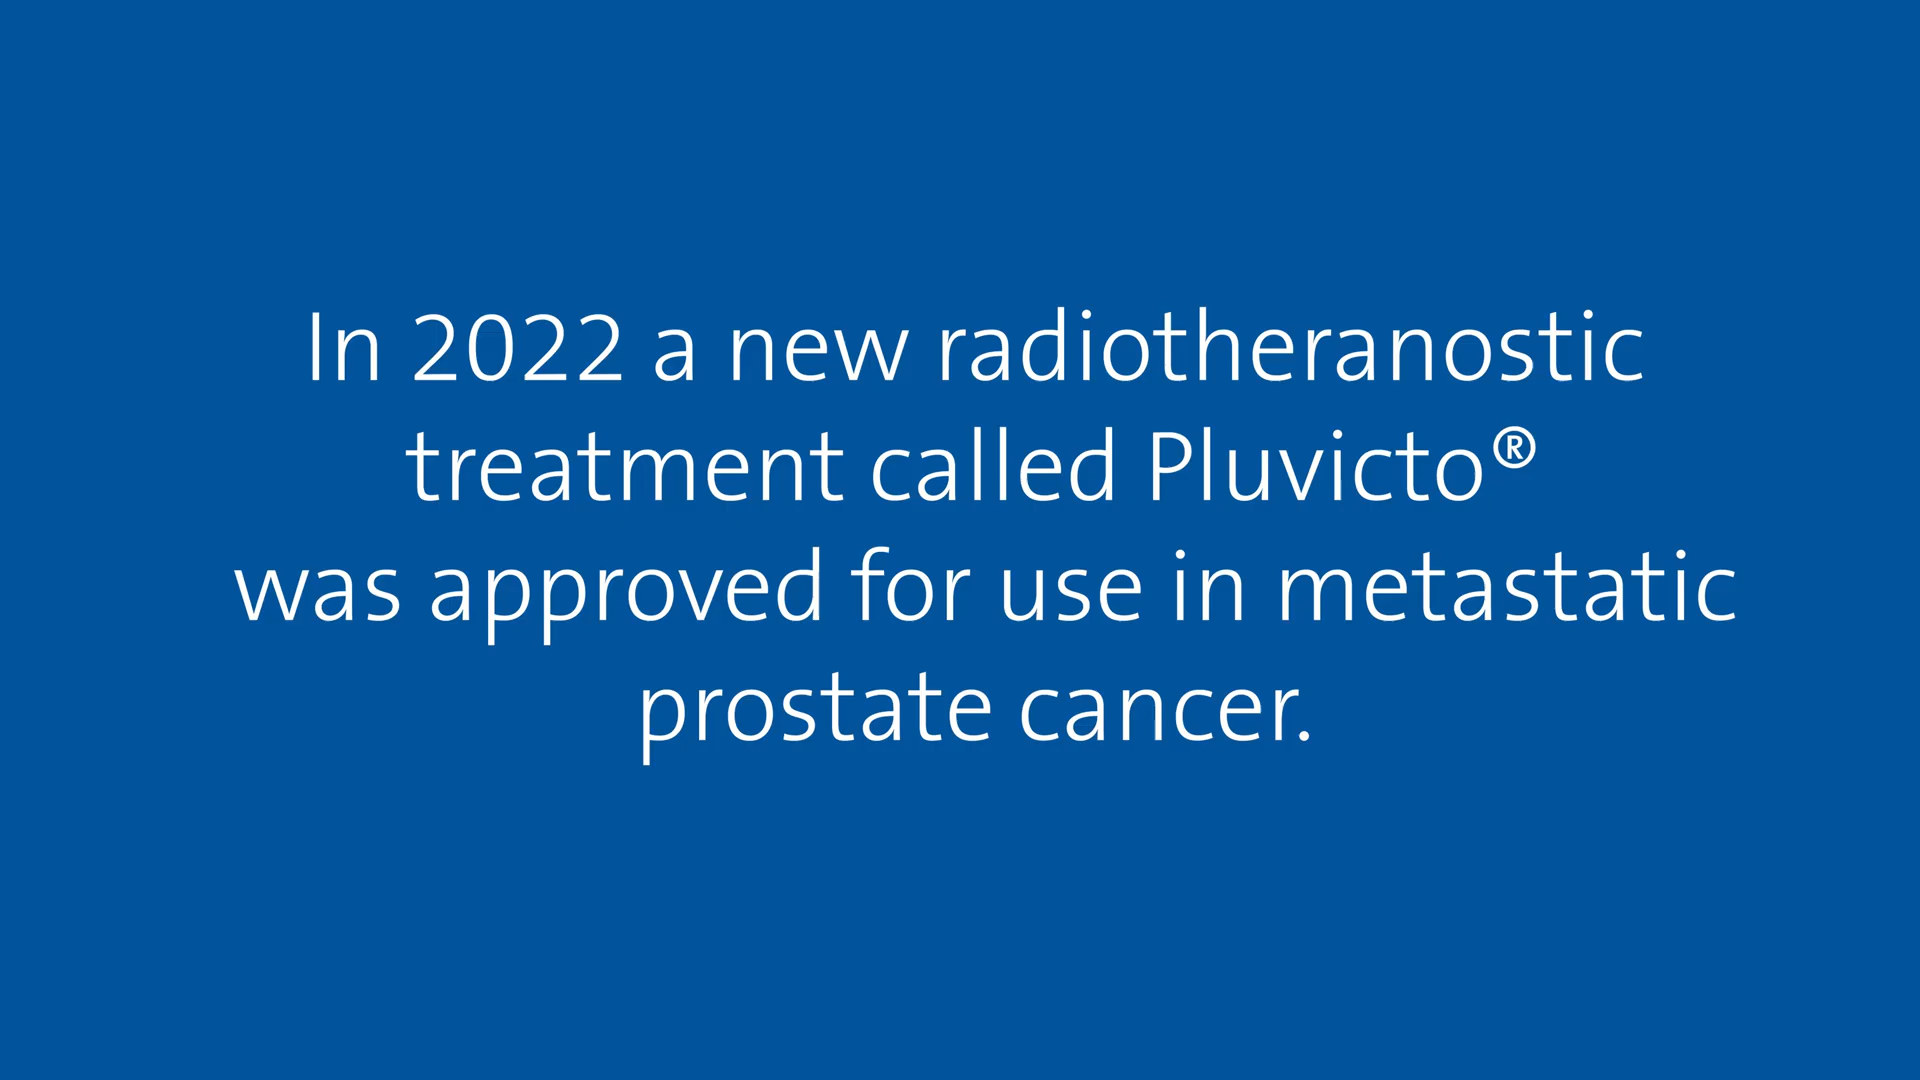 In 2022 a new radiotheranostic
treatment called Pluvicto®
was approved for use in metastatic
prostate cancer.